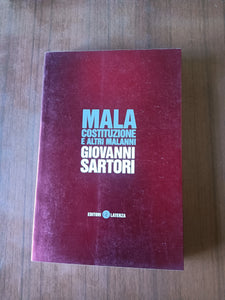 MALA
COSTITUZIONE
E ALTRI MALANNI
GIOVANNI
SARTORI
EDITORI LATERZA